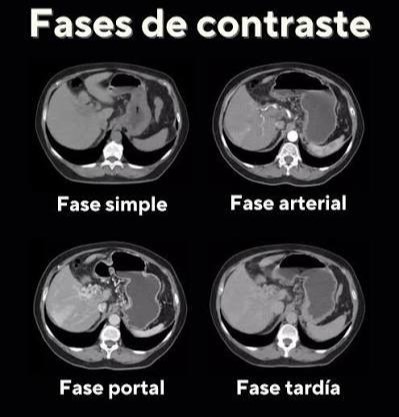 Fases de contraste
Fase simple
Fase arterial
Fase portal
Fase tardía